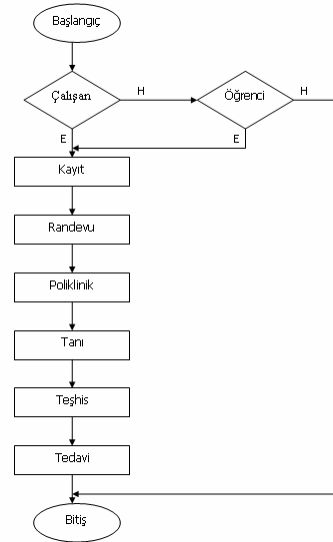 Başlangıç
Çalışan
H
Öğrenci
H
E
E
Kayıt
Randevu
Poliklinik
Tanı
Teşhis
Tedavi
Bitiş